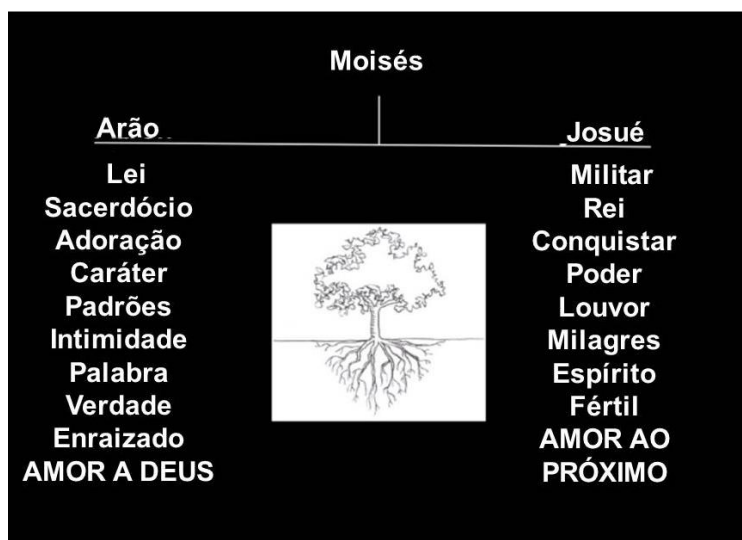 Moisés
Arão
Josué
Lei
Militar
Sacerdócio
Rei
Adoração
Conquistar
Caráter
Poder
Padrões
Louvor
Intimidade
Milagres
Palabra
Espírito
Verdade
Fértil
Enraizado
AMOR AO
AMOR A DEUS
PRÓXIMO